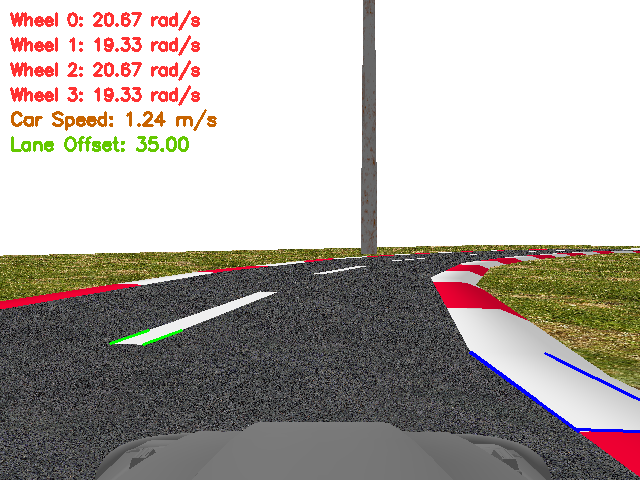 Wheel 0: 20.67 rad/s
Wheel 1: 19.33 rad/s
Wheel 2: 20.67 rad/s
Wheel 3: 19.33 rad/s
Car Speed: 1.24 m/s
Lane Offset: 35.00